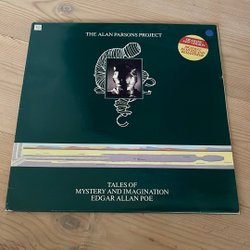 THE ALAN PARSONS PROJECT
TALES OF
MYSTERY AND IMAGINATION
EDGAR ALLAN POE